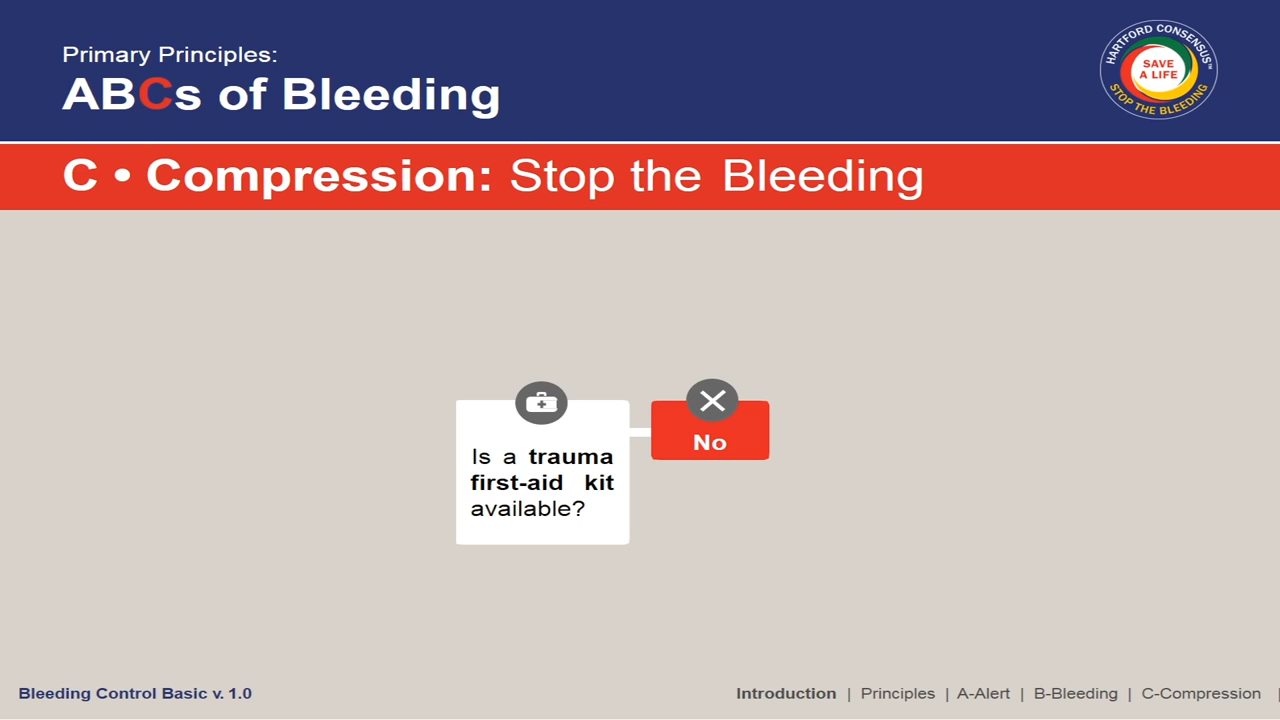 Primary Principles:
ABCs of Bleeding
HARTFORD CONSENSUS™
SAVE
A LIFE
STOP THE BLEEDING
C • Compression: Stop the Bleeding
Is a trauma
first-aid kit
available?
No
Bleeding Control Basic v. 1.0
Introduction | Principles | A-Alert | B-Bleeding | C-Compression |